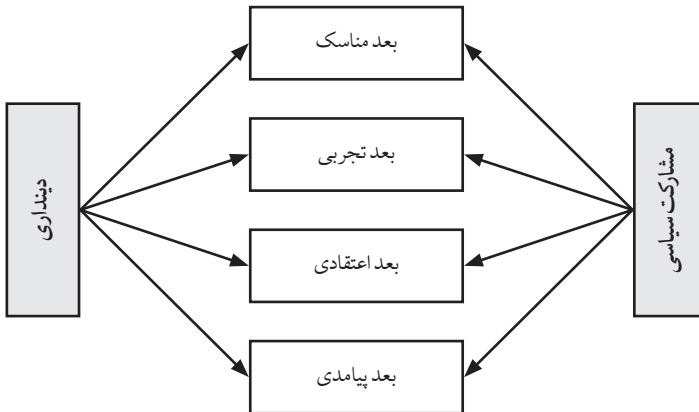 بعد مناسک
بعد تجربی
بعد اعتقادی
بعد پیامدی
مشارکت سیاسی
دینداری